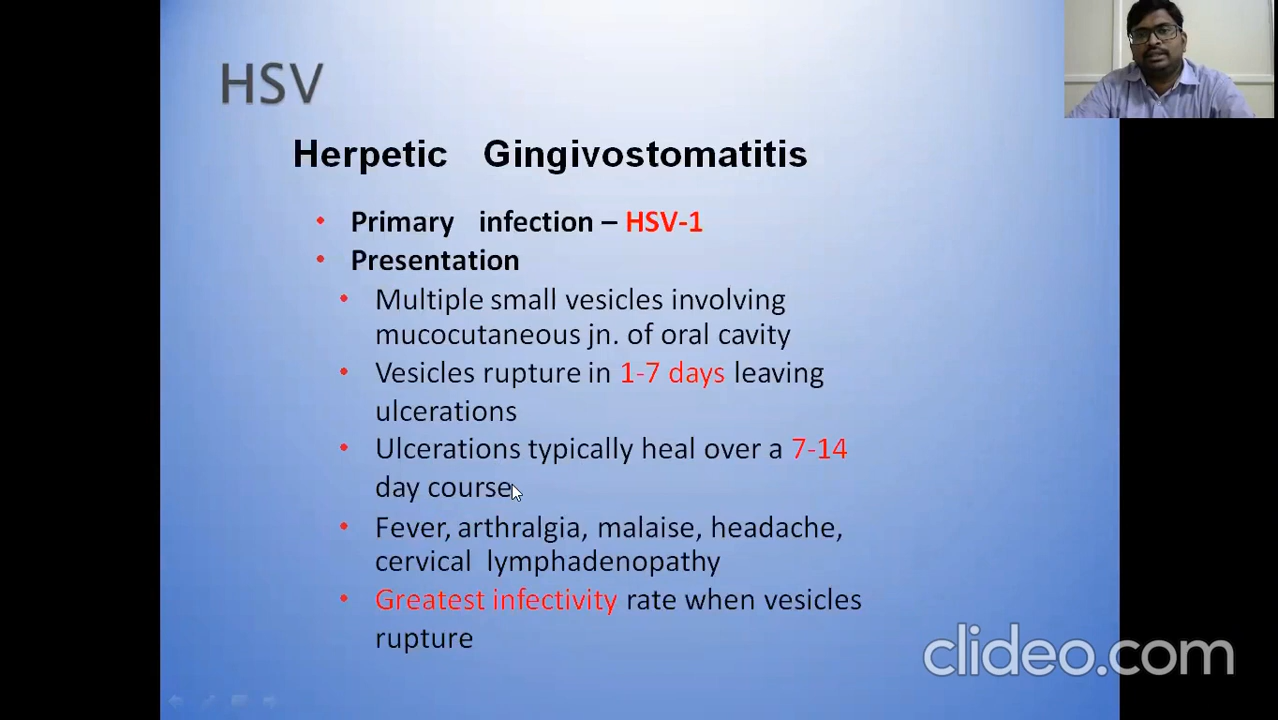 HSV
Herpetic Gingivostomatitis
• Primary infection – HSV-1
• Presentation
• Multiple small vesicles involving
mucocutaneous jn. of oral cavity
• Vesicles rupture in 1-7 days leaving
ulcerations
• Ulcerations typically heal over a 7-14
day course
• Fever, arthralgia, malaise, headache,
cervical lymphadenopathy
• Greatest infectivity rate when vesicles
rupture
clideo.com